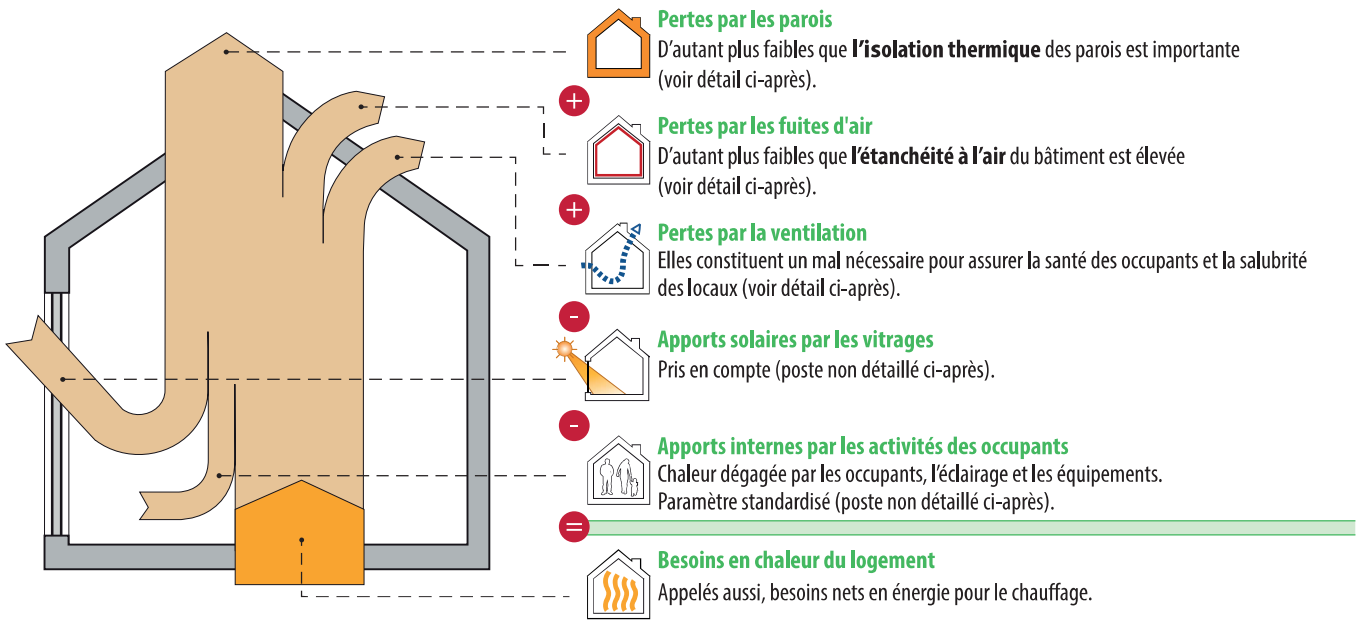 Pertes par les parois
D'autant plus faibles que l'isolation thermique des parois est importante
(voir détail ci-après).
+
Pertes par les fuites d'air
D'autant plus faibles que l'étanchéité à l'air du bâtiment est élevée
(voir détail ci-après).
+
Pertes par la ventilation
Elles constituent un mal nécessaire pour assurer la santé des occupants et la salubrité
des locaux (voir détail ci-après).
-
Apports solaires par les vitrages
Pris en compte (poste non détaillé ci-après).
-
Apports internes par les activités des occupants
Chaleur dégagée par les occupants, l'éclairage et les équipements.
Paramètre standardisé (poste non détaillé ci-après).
=
Besoins en chaleur du logement
Appelés aussi, besoins nets en énergie pour le chauffage.